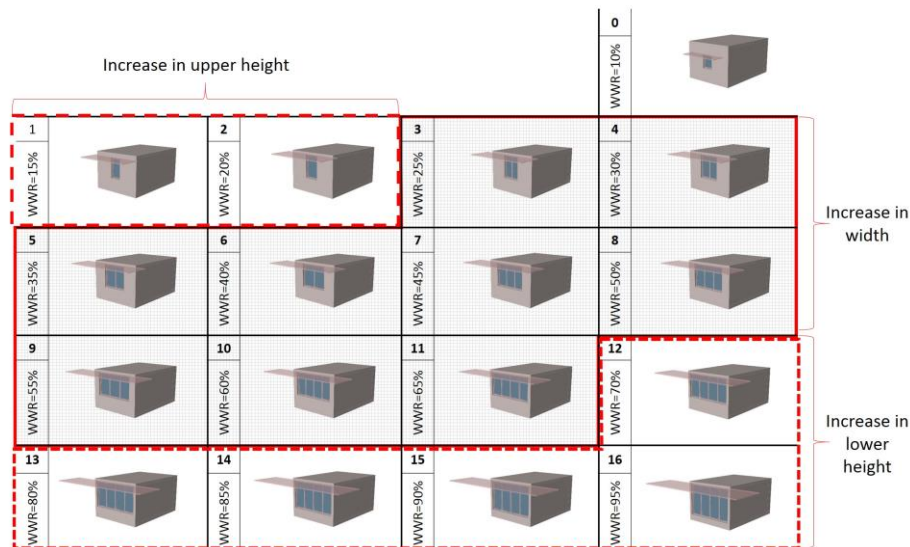 0
WWR=10%
Increase in upper height
1
WWR=15%
2
WWR=20%
3
WWR=25%
4
WWR=30%
Increase in
width
5
WWR=35%
6
WWR=40%
7
WWR=45%
8
WWR=50%
9
WWR=55%
10
WWR=60%
11
WWR=65%
12
WWR=70%
Increase in
lower
height
13
WWR=80%
14
WWR=85%
15
WWR=90%
16
WWR=95%